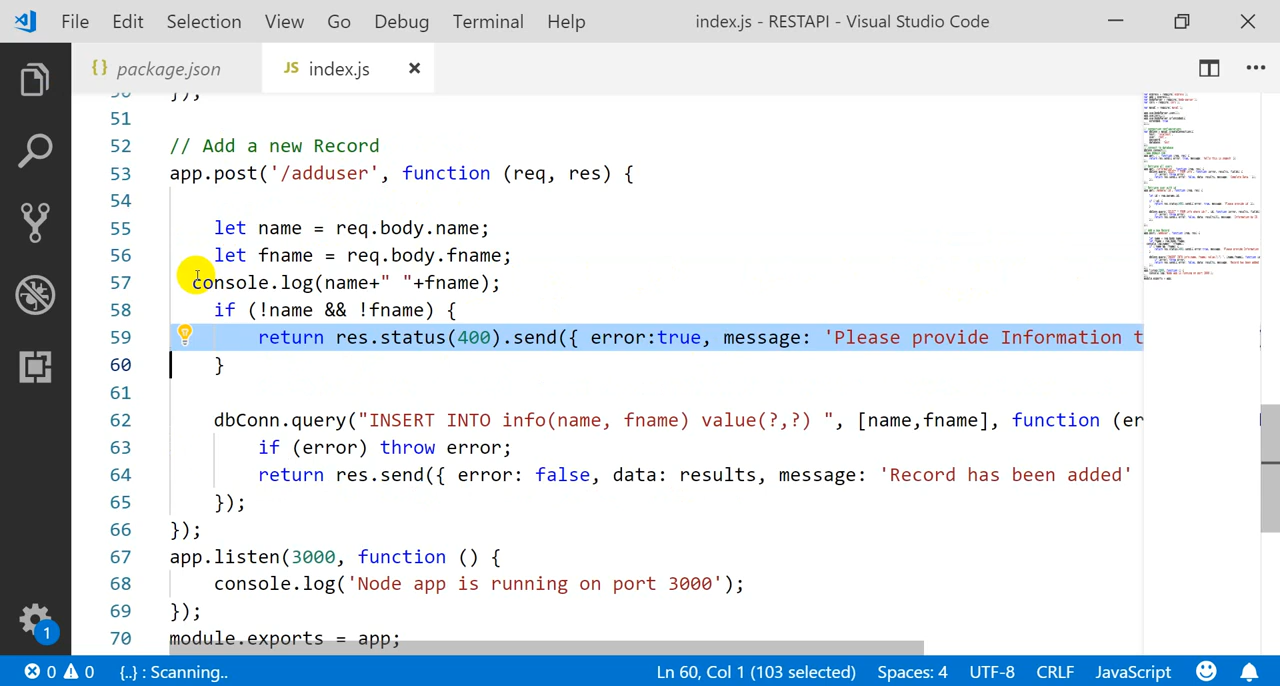 File Edit Selection View Go Debug Terminal Help index.js - RESTAPI - Visual Studio Code
{} package.json JS index.js
50 });
51
52 // Add a new Record
53 app.post('/adduser', function (req, res) {
54
55 let name = req.body.name;
56 let fname = req.body.fname;
57 console.log(name+" "+fname);
58 if (!name && !fname) {
59 return res.status(400).send({ error:true, message: 'Please provide Information t
60 }
61
62 dbConn.query("INSERT INTO info(name, fname) value(?,?) ", [name,fname], function (er
63 if (error) throw error;
64 return res.send({ error: false, data: results, message: 'Record has been added'
65 });
66 });
67 app.listen(3000, function () {
68 console.log('Node app is running on port 3000');
69 });
70 module.exports = app;
1 0 0 {..} : Scanning.. Ln 60, Col 1 (103 selected) Spaces: 4 UTF-8 CRLF JavaScript